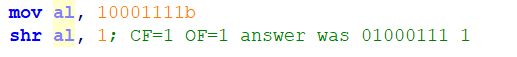 mov al, 10001111b
shr al, 1; CF=1 OF=1 answer was 01000111 1